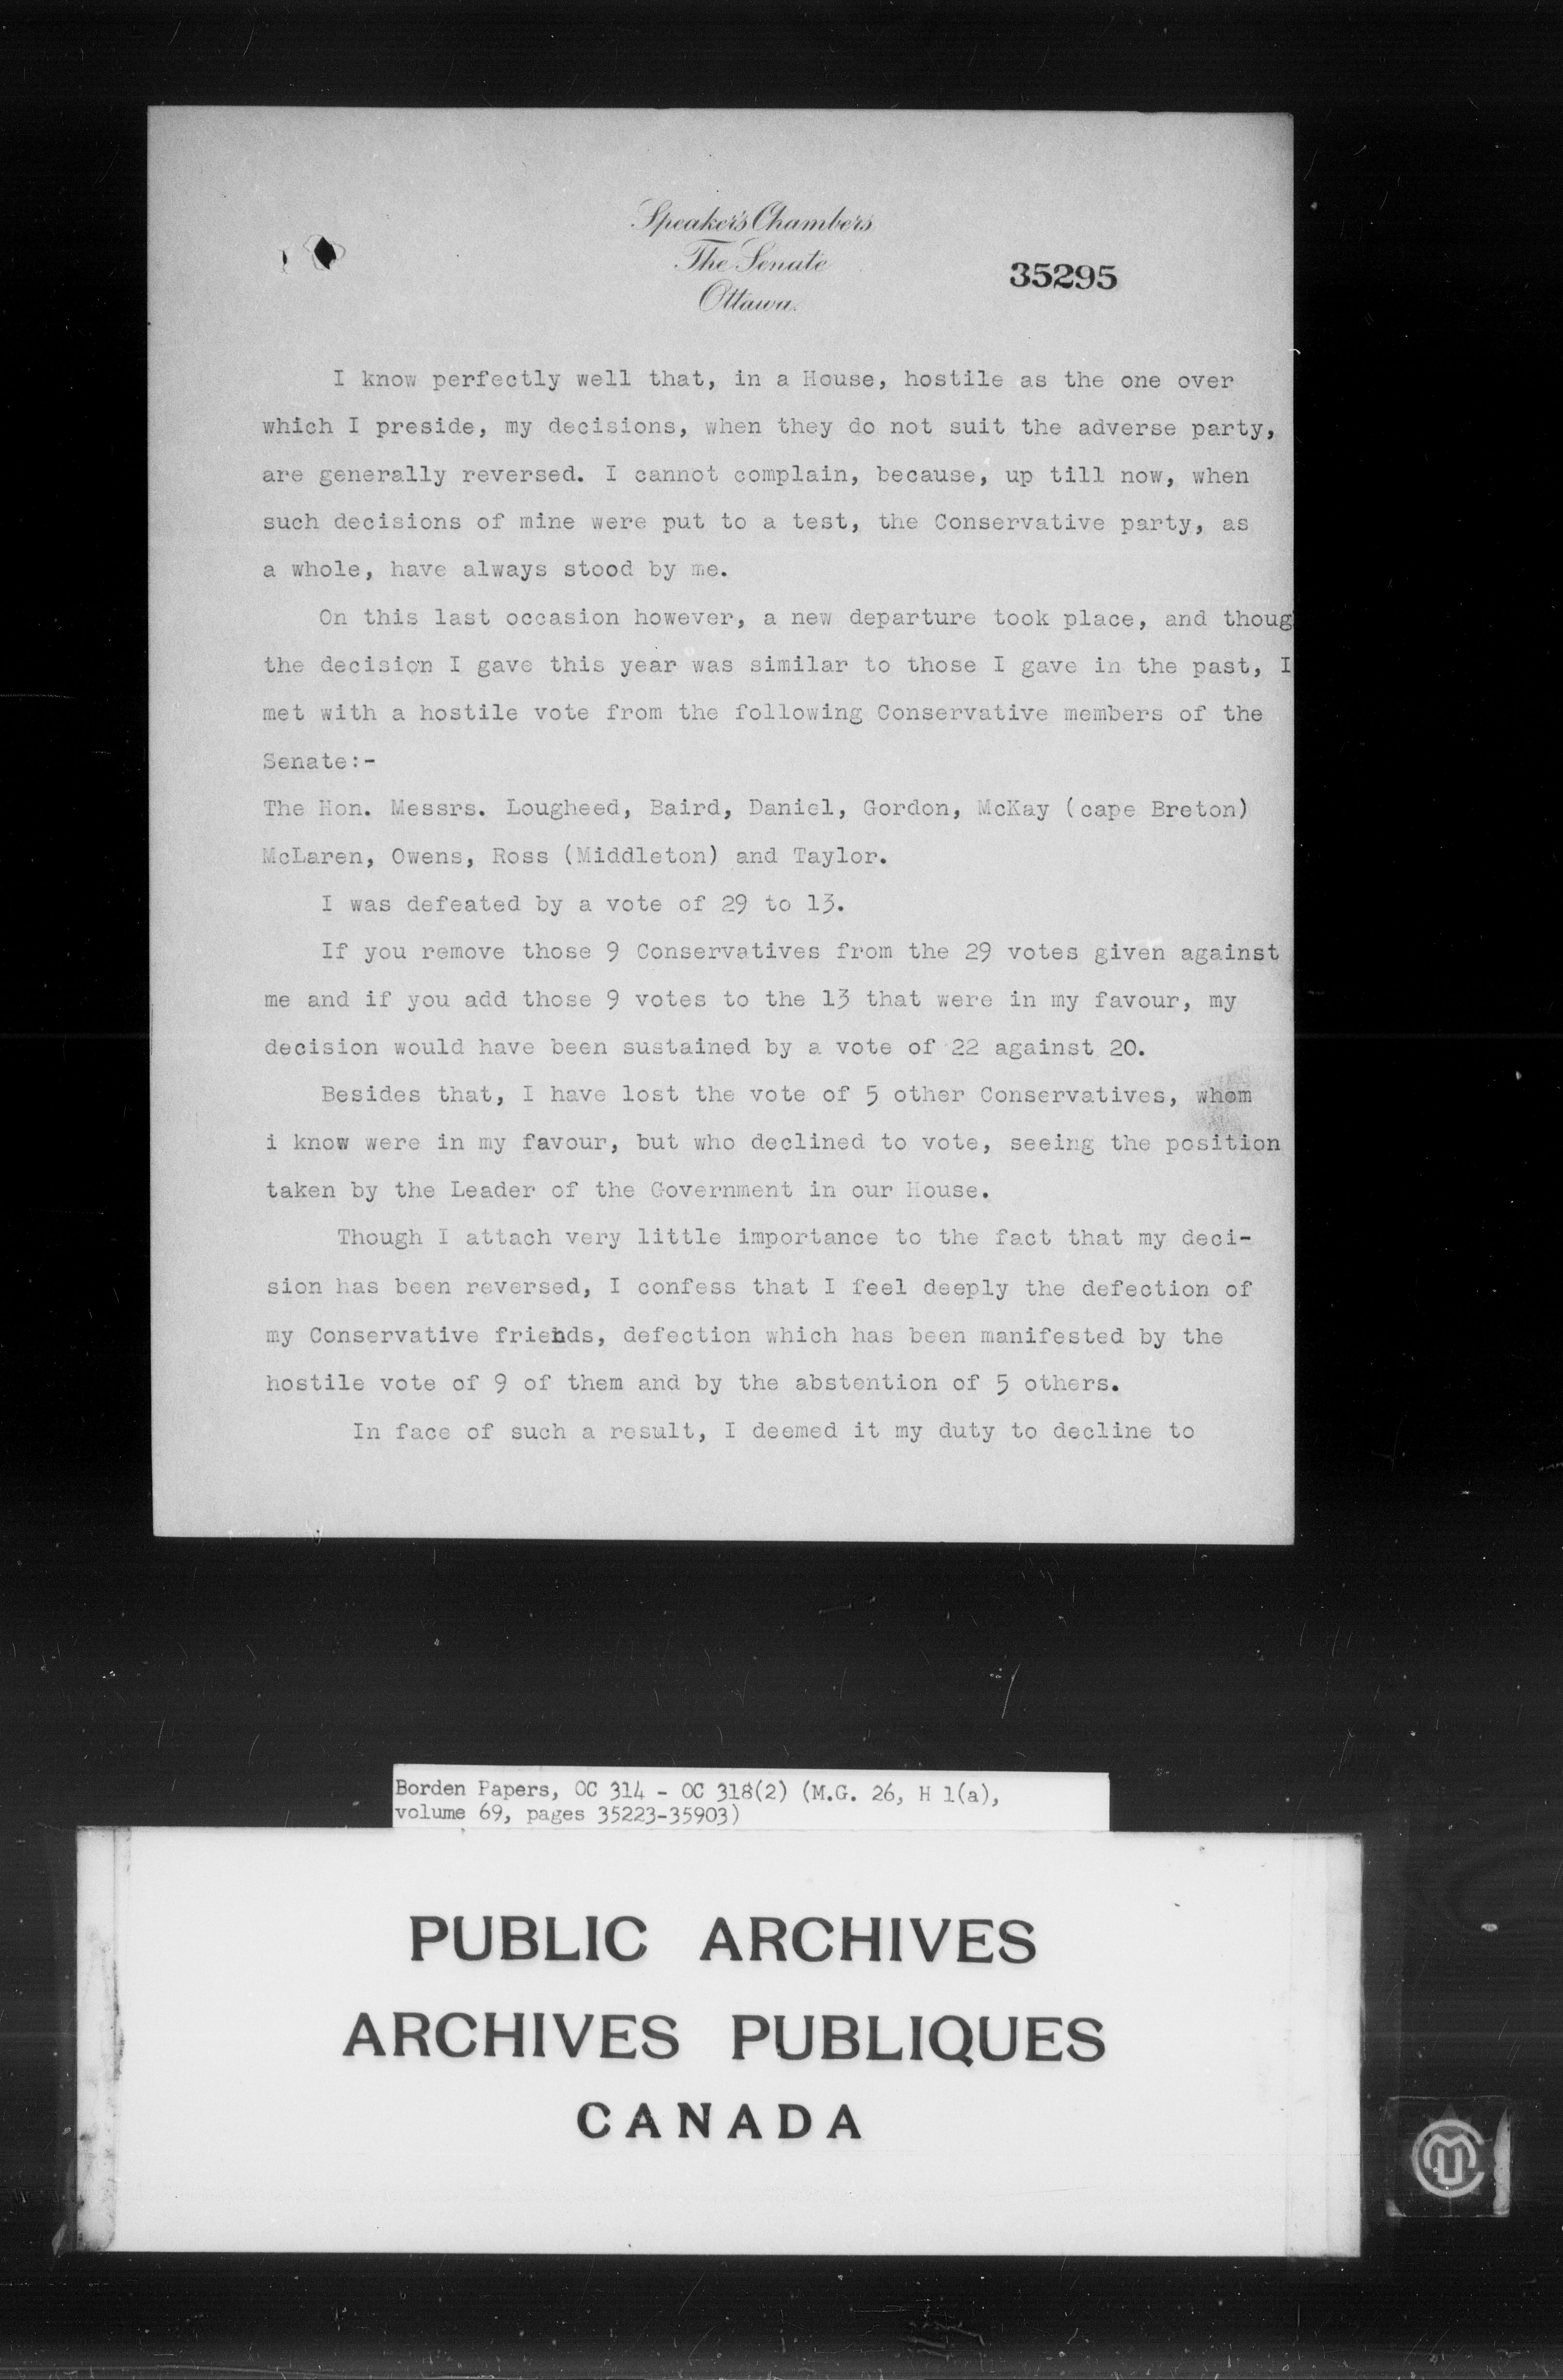 Speaker's Chambers
The Senate
Ottawa.
35295
I know perfectly well that, in a House, hostile as the one over
which I preside, my decisions, when they do not suit the adverse party,
are generally reversed. I cannot complain, because, up till now, when
such decisions of mine were put to a test, the Conservative party, as
a whole, have always stood by me.
On this last occasion however, a new departure took place, and thoug
the decision I gave this year was similar to those I gave in the past, I
met with a hostile vote from the following Conservative members of the
Senate:-
The Hon. Messrs. Lougheed, Baird, Daniel, Gordon, McKay (cape Breton)
McLaren, Owens, Ross (Middleton) and Taylor.
I was defeated by a vote of 29 to 13.
If you remove those 9 Conservatives from the 29 votes given against
me and if you add those 9 votes to the 13 that were in my favour, my
decision would have been sustained by a vote of 22 against 20.
Besides that, I have lost the vote of 5 other Conservatives, whom
i know were in my favour, but who declined to vote, seeing the position
taken by the Leader of the Government in our House.
Though I attach very little importance to the fact that my deci-
sion has been reversed, I confess that I feel deeply the defection of
my Conservative friends, defection which has been manifested by the
hostile vote of 9 of them and by the abstention of 5 others.
In face of such a result, I deemed it my duty to decline to
Borden Papers, OC 314 - OC 318(2) (M.G. 26, H 1(a),
volume 69, pages 35223-35903)
PUBLIC ARCHIVES
ARCHIVES PUBLIQUES
CANADA